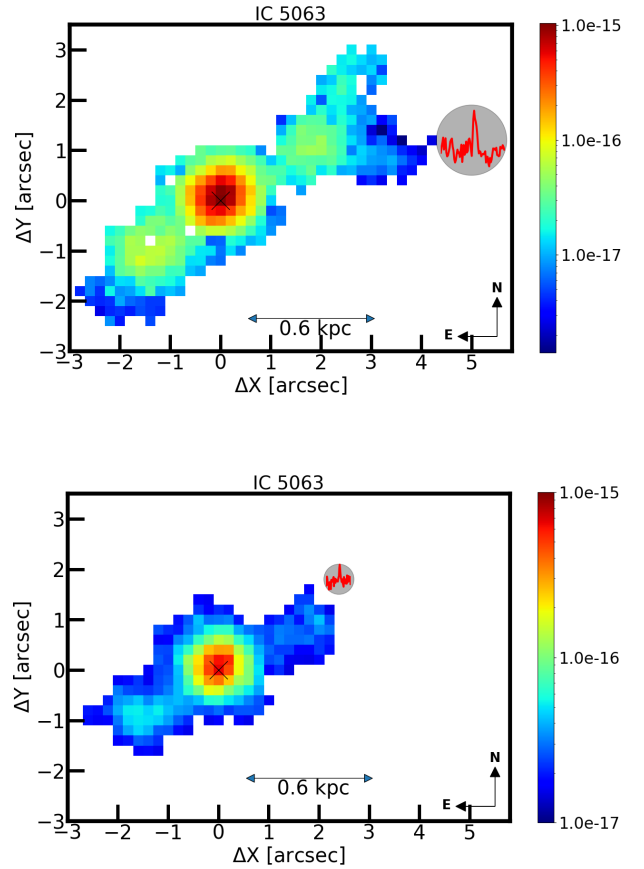 IC 5063
3
2
1
0
−1
−2
−3
ΔY [arcsec]
−3 −2 −1 0 1 2 3 4 5
ΔX [arcsec]
0.6 kpc
N
E
1.0e-15
1.0e-16
1.0e-17
IC 5063
3
2
1
0
−1
−2
−3
ΔY [arcsec]
−3 −2 −1 0 1 2 3 4 5
ΔX [arcsec]
0.6 kpc
N
E
1.0e-15
1.0e-16
1.0e-17